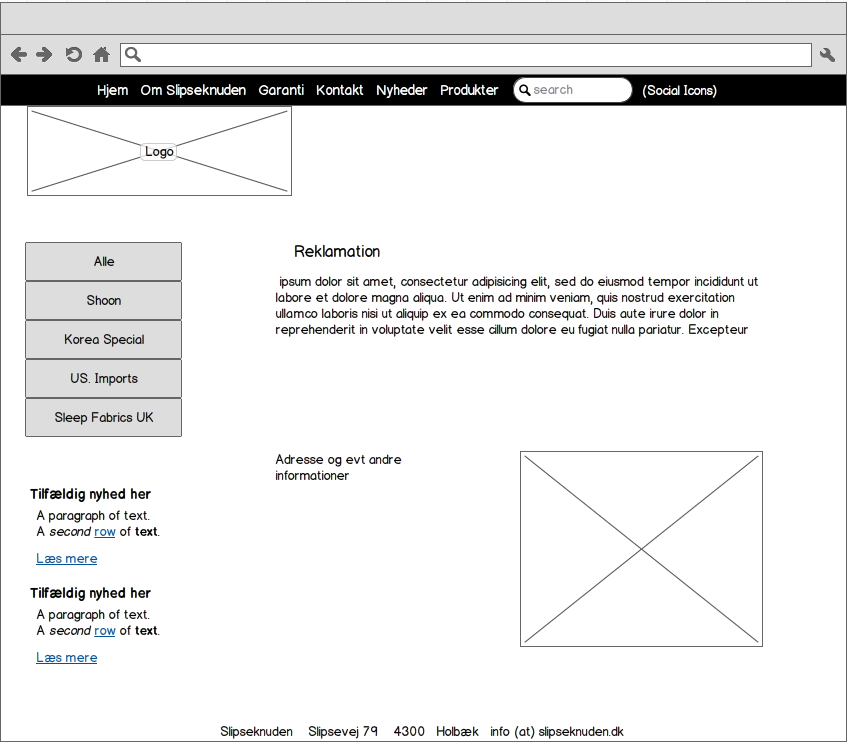 Hjem Om Slipseknuden Garanti Kontakt Nyheder Produkter search (Social Icons)
Logo
Alle
Shoon
Korea Special
US. Imports
Sleep Fabrics UK
Reklamation
ipsum dolor sit amet, consectetur adipisicing elit, sed do eiusmod tempor incididunt ut
labore et dolore magna aliqua. Ut enim ad minim veniam, quis nostrud exercitation
ullamco laboris nisi ut aliquip ex ea commodo consequat. Duis aute irure dolor in
reprehenderit in voluptate velit esse cillum dolore eu fugiat nulla pariatur. Excepteur
Adresse og evt andre
informationer
Tilfældig nyhed her
A paragraph of text.
A second row of text.
Læs mere
Tilfældig nyhed her
A paragraph of text.
A second row of text.
Læs mere
Slipseknuden Slipsevej 79 4300 Holbæk info (at) slipseknuden.dk